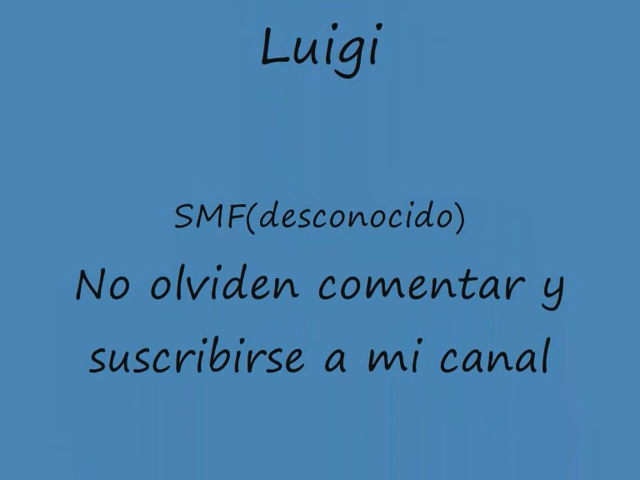 Luigi
SMF(desconocido)
No olviden comentar y
suscribirse a mi canal